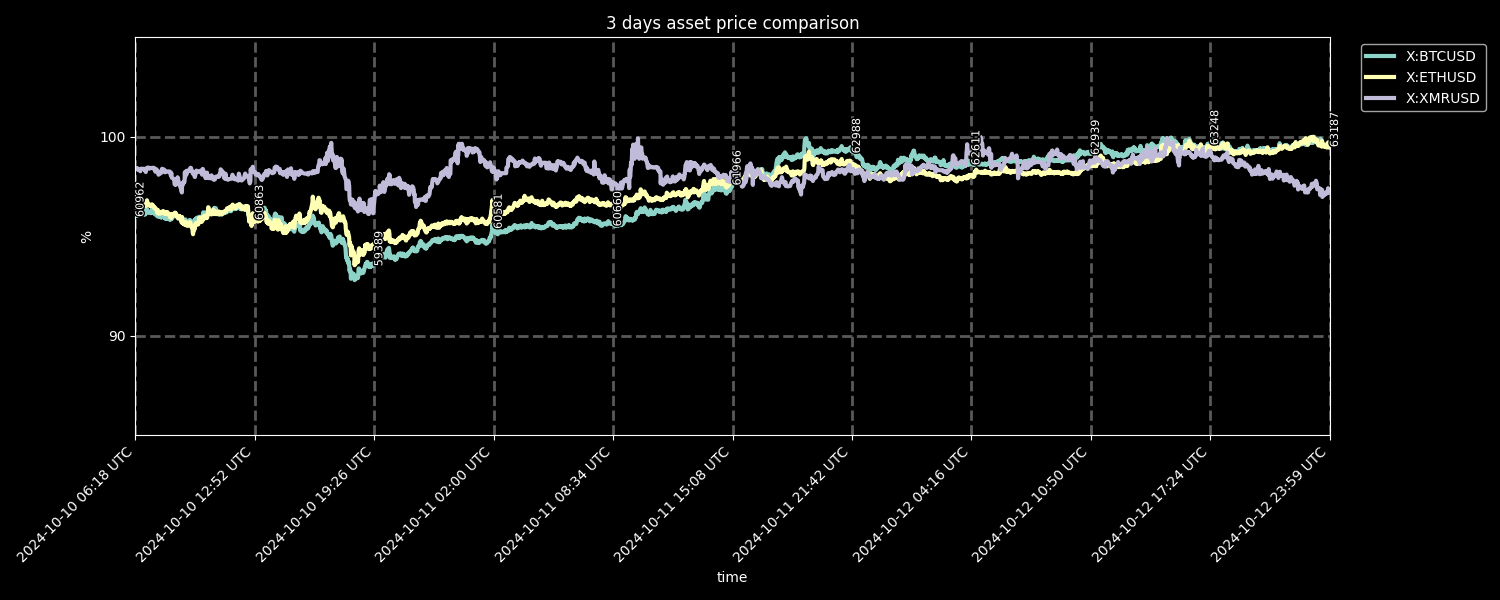 3 days asset price comparison
X:BTCUSD
X:ETHUSD
X:XMRUSD
100
90
%
60962
60863
59389
60581
60660
61966
62988
62611
62939
63248
63187
2024-10-10 06:18 UTC
2024-10-10 12:52 UTC
2024-10-10 19:26 UTC
2024-10-11 02:00 UTC
2024-10-11 08:34 UTC
2024-10-11 15:08 UTC
2024-10-11 21:42 UTC
2024-10-12 04:16 UTC
2024-10-12 10:50 UTC
2024-10-12 17:24 UTC
2024-10-12 23:59 UTC
time